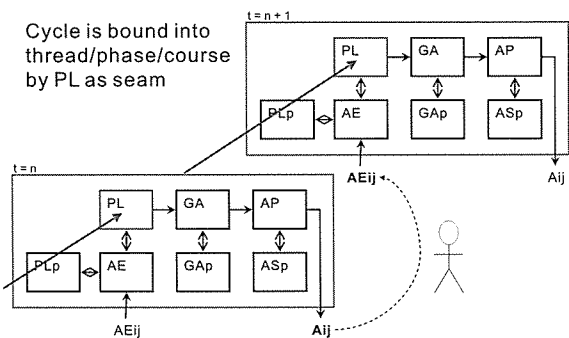 Cycle is bound into
thread/phase/course
by PL as seam
t = n + 1
PL GA AP
PLp AE GAp ASp
AEij Aij
t = n
PL GA AP
PLp AE GAp ASp
AEij Aij